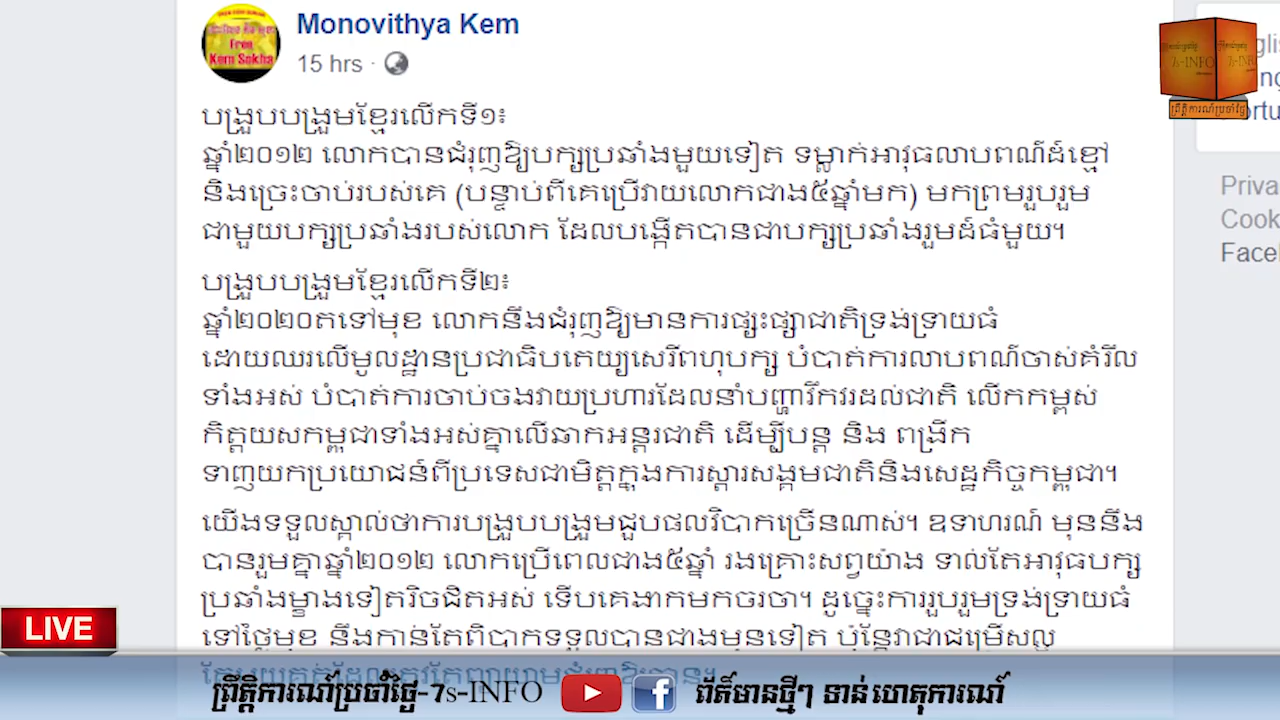 Monovithya Kem
15 hrs
Free
Kem Sokha
7s-INFO
ព្រឹត្តិការណ៍ប្រចាំថ្ងៃ
បង្រួបបង្រួមខ្មែរលើកទី១៖
ឆ្នាំ២០១២ លោកបានជំរុញឱ្យបក្សប្រឆាំងមួយទៀត ទម្លាក់អាវុធលាបពណ៍ដ៍ខ្មៅ
និងច្រេះចាប់របស់គេ (បន្ទាប់ពីគេប្រើវាយលោកជាង៥ឆ្នាំមក) មកព្រមរួបរួម
ជាមួយបក្សប្រឆាំងរបស់លោក ដែលបង្កើតបានជាបក្សប្រឆាំងរួមដ៍ធំមួយ។
បង្រួបបង្រួមខ្មែរលើកទី២៖
ឆ្នាំ២០២០តទៅមុខ លោកនឹងជំរុញឱ្យមានការផ្សះផ្សាជាតិទ្រង់ទ្រាយធំ
ដោយឈរលើមូលដ្ឋានប្រជាធិបតេយ្យសេរីពហុបក្ស បំបាត់ការលាបពណ៍ចាស់គំរឹល
ទាំងអស់ បំបាត់ការចាប់ចងវាយប្រហារដែលនាំបញ្ហាវឹកវរដល់ជាតិ លើកកម្ពស់
កិត្តយសកម្ពុជាទាំងអស់គ្នាលើឆាកអន្តរជាតិ ដើម្បីបន្ត និង ពង្រីក
ទាញយកប្រយោជន៍ពីប្រទេសជាមិត្តក្នុងការស្តារសង្គមជាតិនិងសេដ្ឋកិច្ចកម្ពុជា។
យើងទទួលស្គាល់ថាការបង្រួបបង្រួមជួបផលវិបាកច្រើនណាស់។ ឧទាហរណ៍ មុននឹង
បានរួមគ្នាឆ្នាំ២០១២ លោកប្រើពេលជាង៥ឆ្នាំ រងគ្រោះសព្វយ៉ាង ទាល់តែអាវុធបក្ស
ប្រឆាំងម្ខាងទៀតរិចជិតអស់ ទើបគេងាកមកចរចា។ ដូច្នេះការរួបរួមទ្រង់ទ្រាយធំ
ទៅថ្ងៃមុខ នឹងកាន់តែពិបាកទទួលបានជាងមុនទៀត ប៉ុន្តែវាជាជម្រើសល្អ
LIVE
ព្រឹត្តិការណ៍ប្រចាំថ្ងៃ-7s-INFO
ព័ត៌មានថ្មីៗ ទាន់ហេតុការណ៍
Priva
Cook
Face